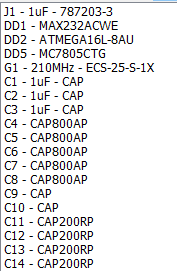 J1 - 1uF - 787203-3
DD1 - MAX232ACWE
DD2 - ATMEGA16L-8AU
DD5 - MC7805CTG
G1 - 210MHz - ECS-25-S-1X
C1 - 1uF - CAP
C2 - 1uF - CAP
C3 - 1uF - CAP
C4 - CAP800AP
C5 - CAP800AP
C6 - CAP800AP
C7 - CAP800AP
C8 - CAP800AP
C9 - CAP
C10 - CAP
C11 - CAP200RP
C12 - CAP200RP
C13 - CAP200RP
C14 - CAP200RP